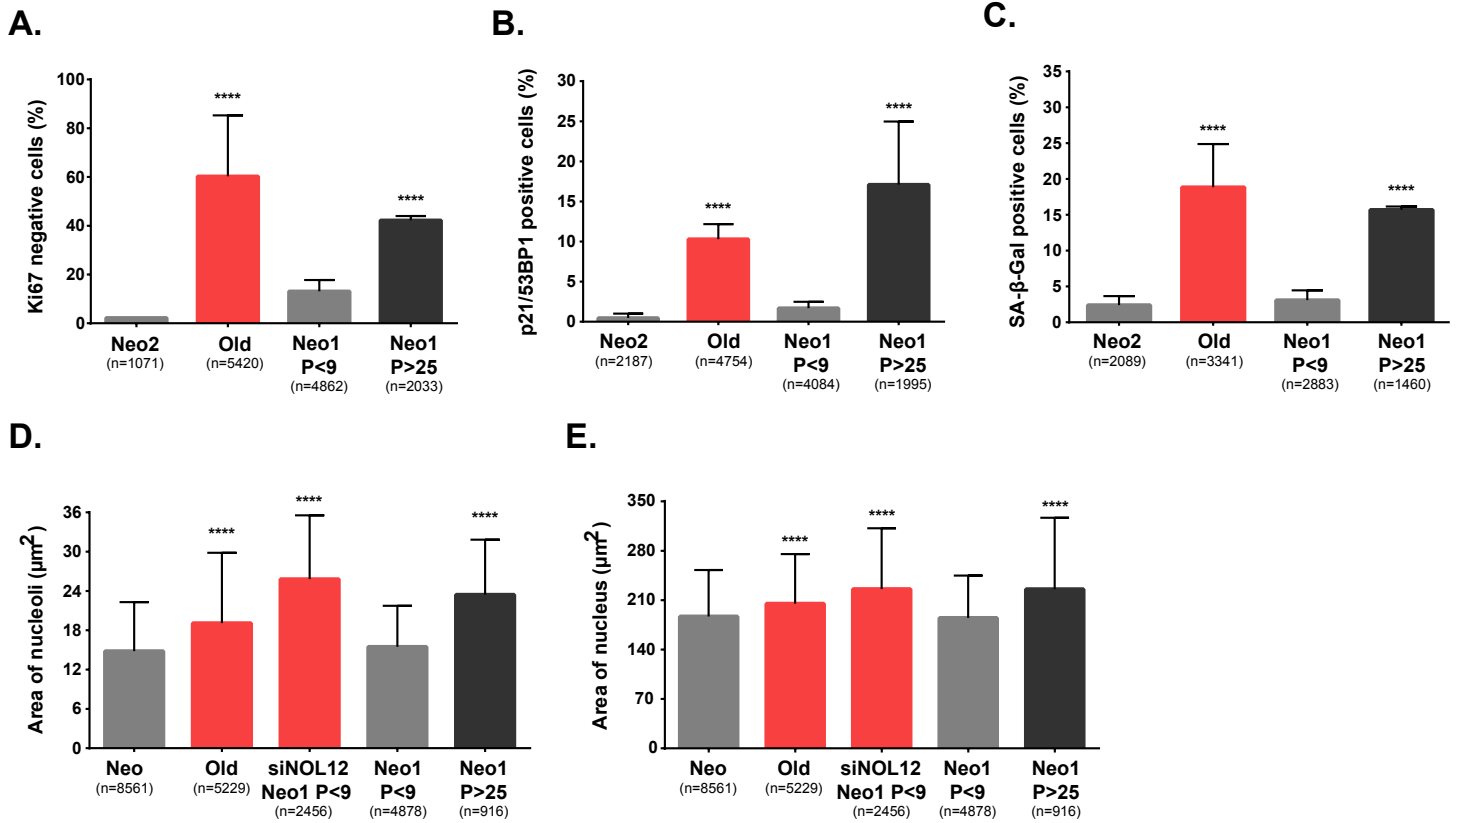 A.
Ki67 negative cells (%)
100
80
60
40
20
0
****
****
Neo2
(n=1071)
Old
(n=5420)
Neo1
P<9
(n=4862)
Neo1
P>25
(n=2033)
B.
p21/53BP1 positive cells (%)
30
25
20
15
10
5
0
****
****
Neo2
(n=2187)
Old
(n=4754)
Neo1
P<9
(n=4084)
Neo1
P>25
(n=1995)
C.
SA-β-Gal positive cells (%)
35
30
25
20
15
10
5
0
****
****
Neo2
(n=2089)
Old
(n=3341)
Neo1
P<9
(n=2883)
Neo1
P>25
(n=1460)
D.
Area of nucleoli (µm²)
36
30
24
18
12
6
0
****
****
****
Neo
(n=8561)
Old
(n=5229)
siNOL12
Neo1 P<9
(n=2456)
Neo1
P<9
(n=4878)
Neo1
P>25
(n=916)
E.
Area of nucleus (µm²)
350
280
210
140
70
0
****
****
****
Neo
(n=8561)
Old
(n=5229)
siNOL12
Neo1 P<9
(n=2456)
Neo1
P<9
(n=4878)
Neo1
P>25
(n=916)